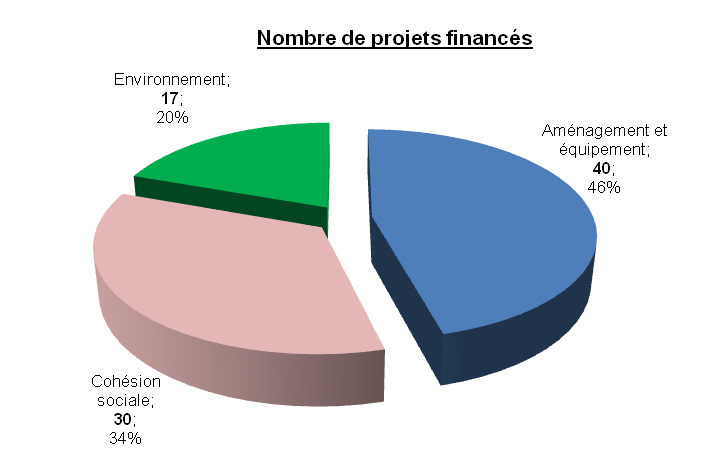 Nombre de projets financés
Environnement;
17;
20%
Aménagement et
équipement;
40;
46%
Cohésion
sociale;
30;
34%